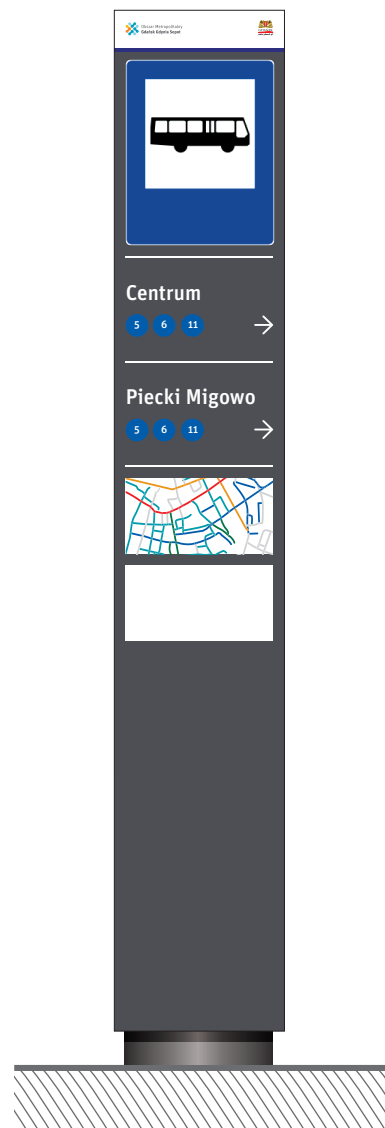 Obszar Metropolitalny
Gdańsk Gdynia Sopot
Centrum
5 6 11
Piecki Migowo
5 6 11